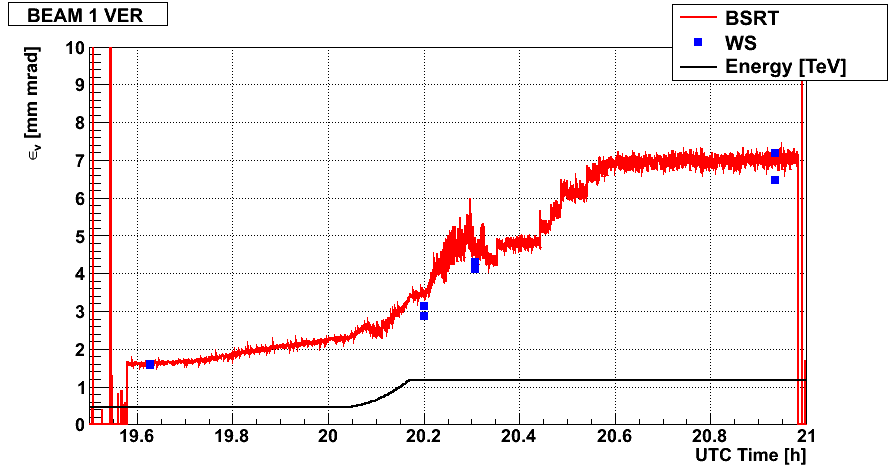 BEAM 1 VER
BSRT
WS
Energy [TeV]
ϵv [mm mrad]
10
9
8
7
6
5
4
3
2
1
0
19.6 19.8 20 20.2 20.4 20.6 20.8 21
UTC Time [h]